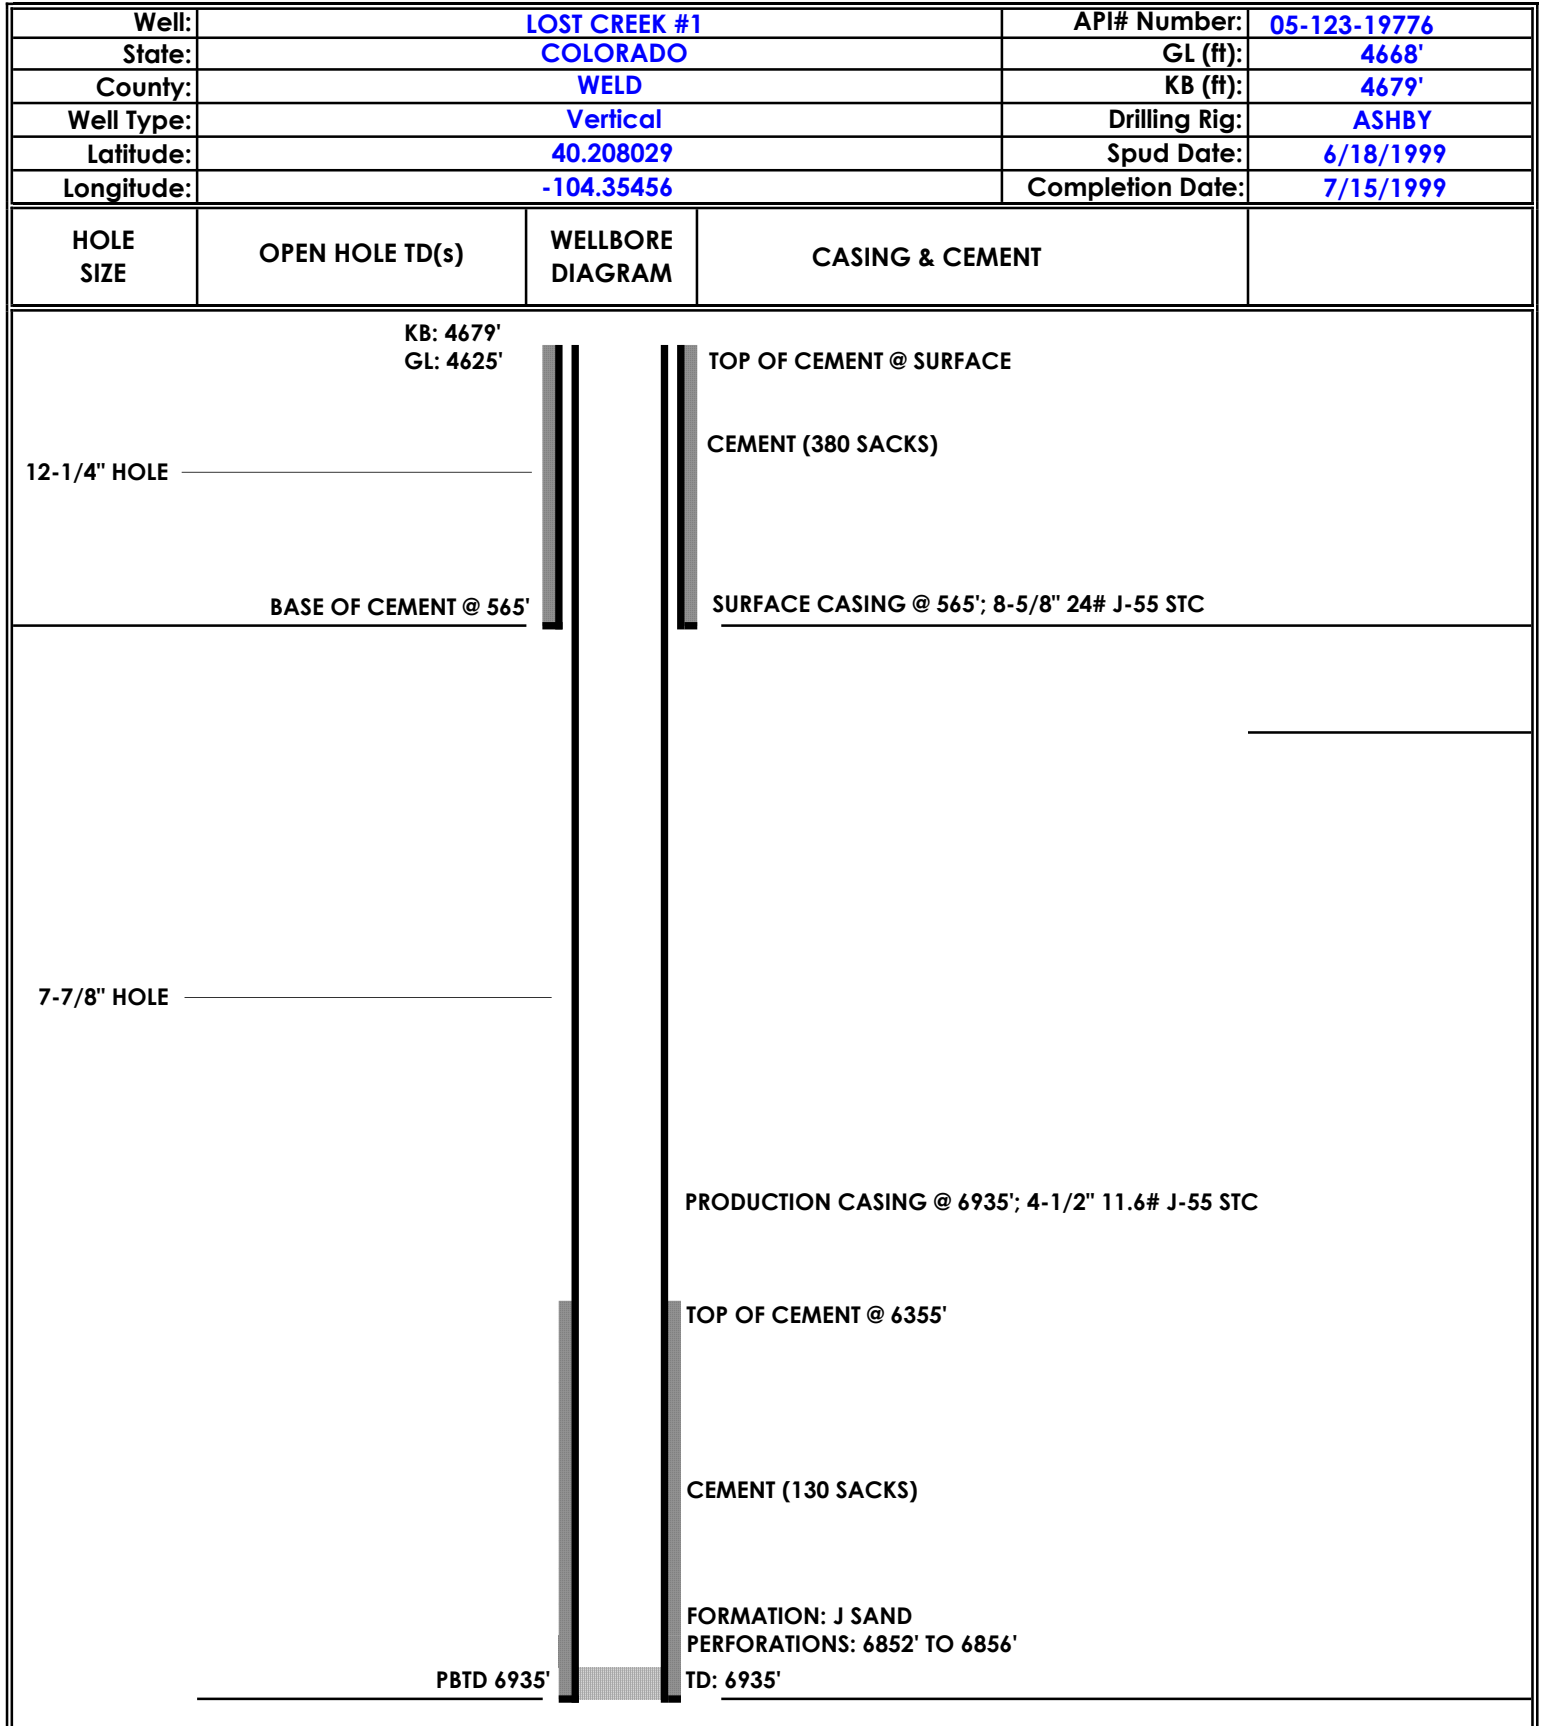 Well: LOST CREEK #1 API# Number: 05-123-19776
State: COLORADO GL (ft): 4668'
County: WELD KB (ft): 4679'
Well Type: Vertical Drilling Rig: ASHBY
Latitude: 40.208029 Spud Date: 6/18/1999
Longitude: -104.35456 Completion Date: 7/15/1999
HOLE SIZE
OPEN HOLE TD(s)
WELLBORE DIAGRAM
CASING & CEMENT
KB: 4679'
GL: 4625'
TOP OF CEMENT @ SURFACE
CEMENT (380 SACKS)
12-1/4" HOLE
BASE OF CEMENT @ 565'
SURFACE CASING @ 565'; 8-5/8" 24# J-55 STC
7-7/8" HOLE
PRODUCTION CASING @ 6935'; 4-1/2" 11.6# J-55 STC
TOP OF CEMENT @ 6355'
CEMENT (130 SACKS)
FORMATION: J SAND
PERFORATIONS: 6852' TO 6856'
PBTD 6935'
TD: 6935'